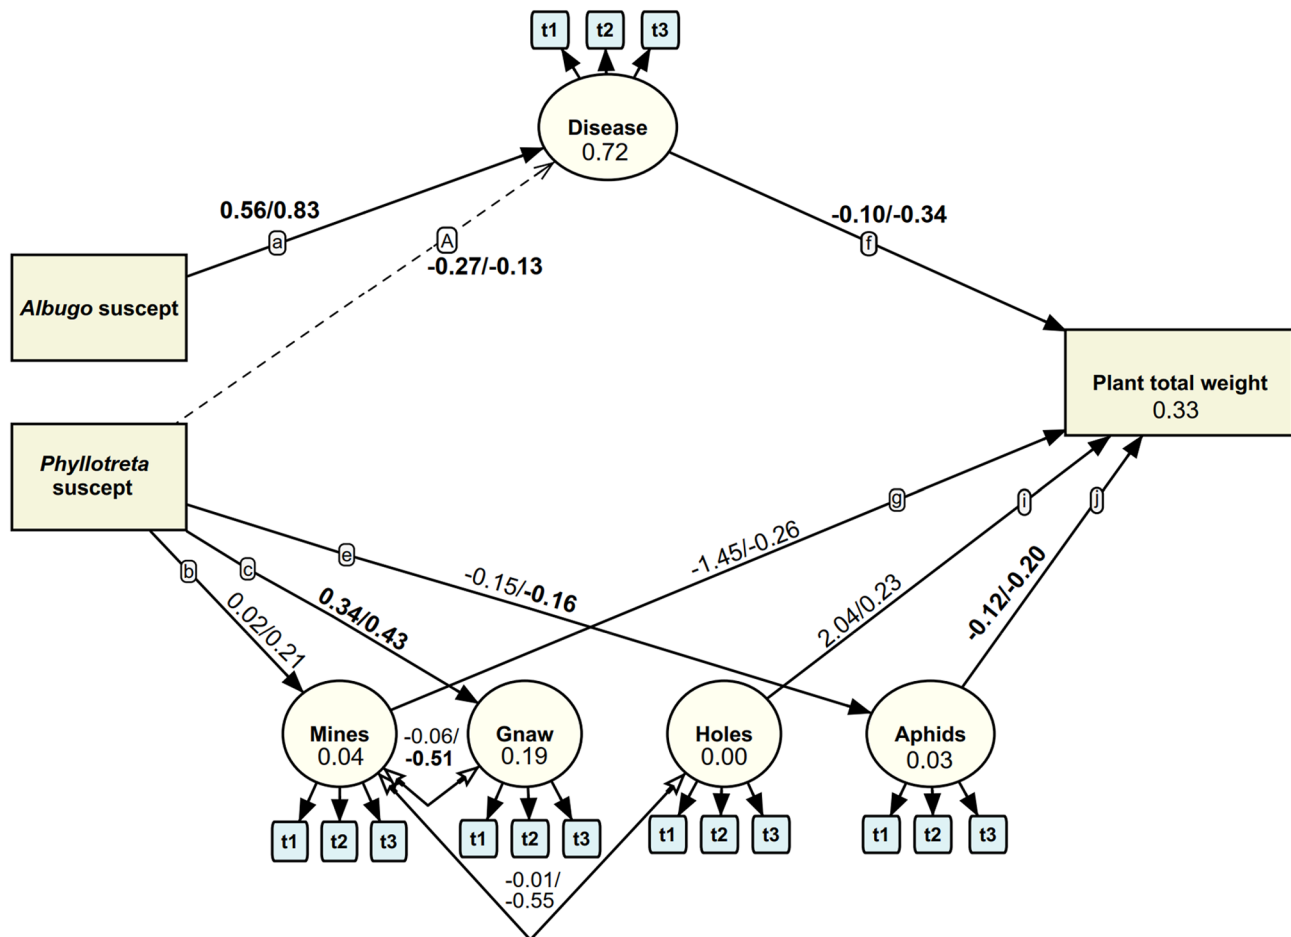 t1 t2 t3
Disease
0.72
0.56/0.83
a
A
-0.27/-0.13
-0.10/-0.34
f
Albugo suscept
Plant total weight
0.33
Phyllotreta
suscept
b
c
e
g
i
j
0.02/0.21
0.34/0.43
-0.15/-0.16
-1.45/-0.26
2.04/0.23
-0.12/-0.20
Mines
0.04
-0.06/
-0.51
Gnaw
0.19
Holes
0.00
Aphids
0.03
t1 t2 t3
t1 t2 t3
t1 t2 t3
t1 t2 t3
-0.01/
-0.55